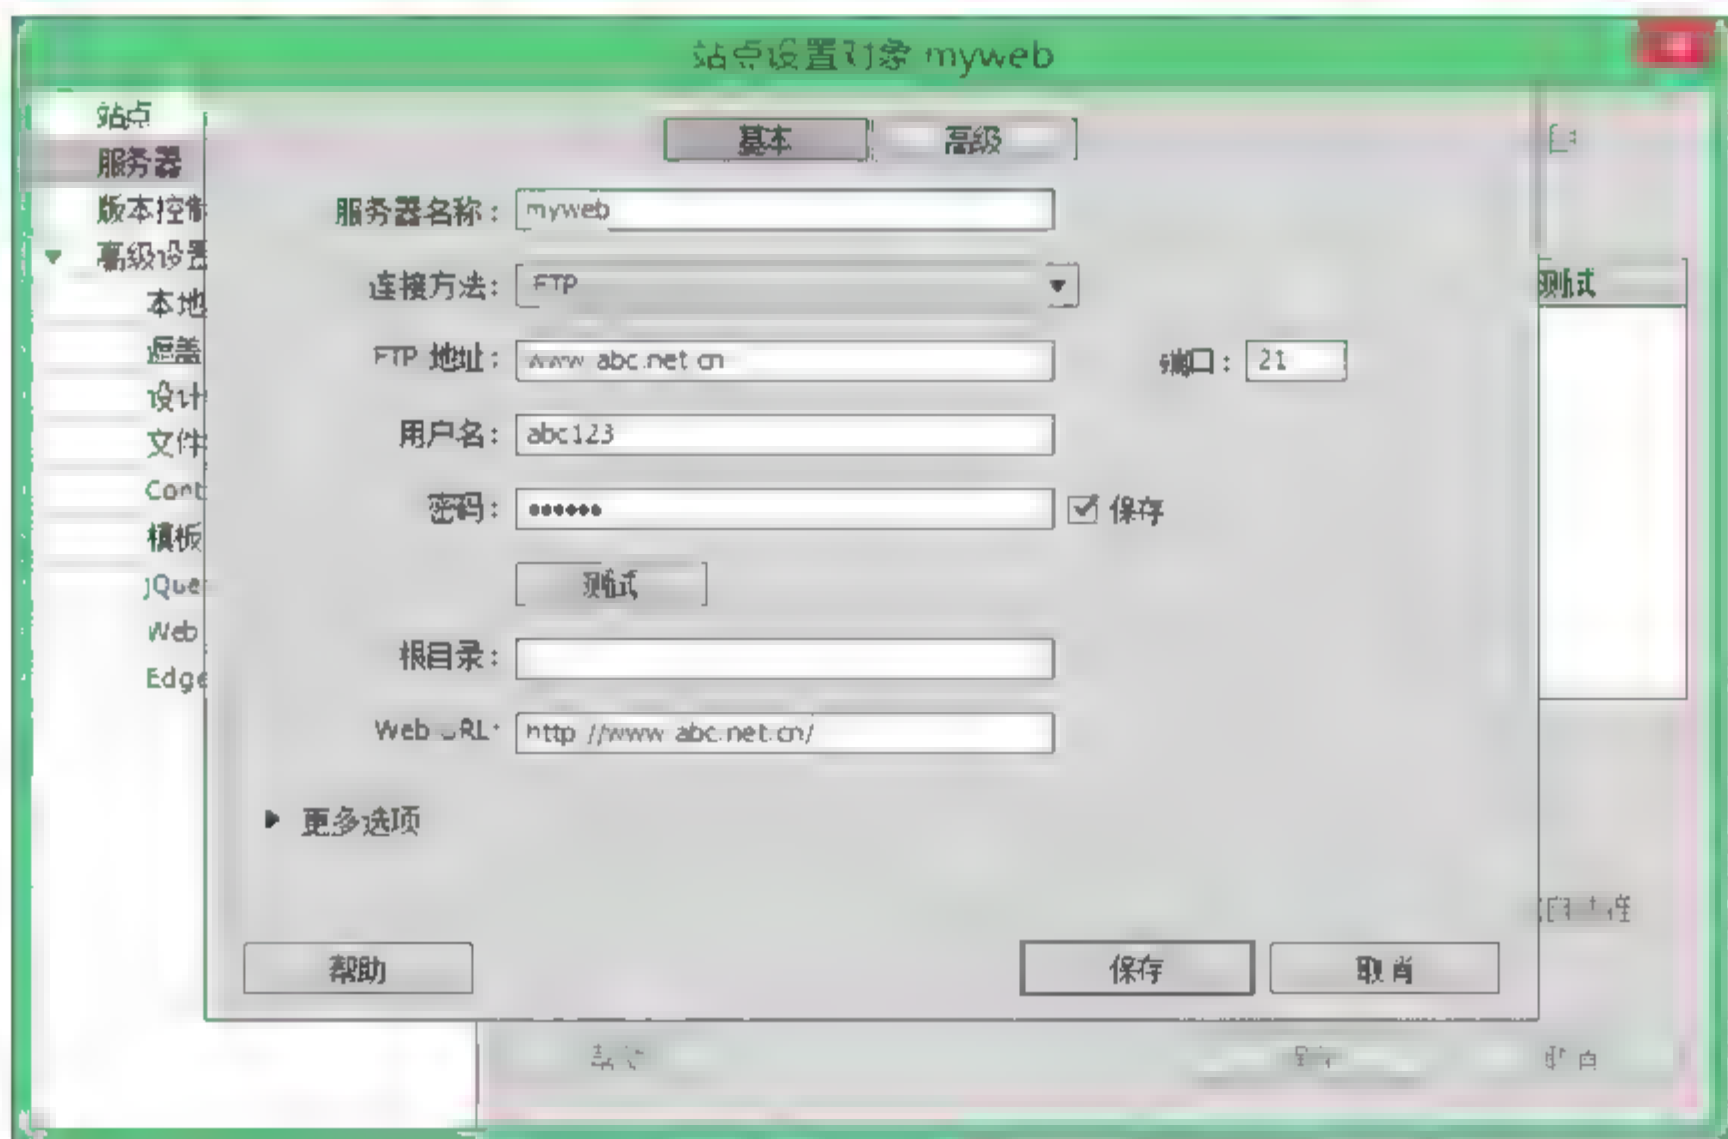 站点设置对象 myweb
站点
服务器
版本控制
高级设置
本地
遮盖
设计
文件
Cont
模板
jQue
Web
Edge
基本
高级
服务器名称：
myweb
连接方法：
FTP
FTP 地址：
www.abc.net.cn
端口：
21
用户名：
abc123
密码：
••••••
保存
测试
根目录：
Web URL:
http://www.abc.net.cn/
更多选项
帮助
保存
取消
测试